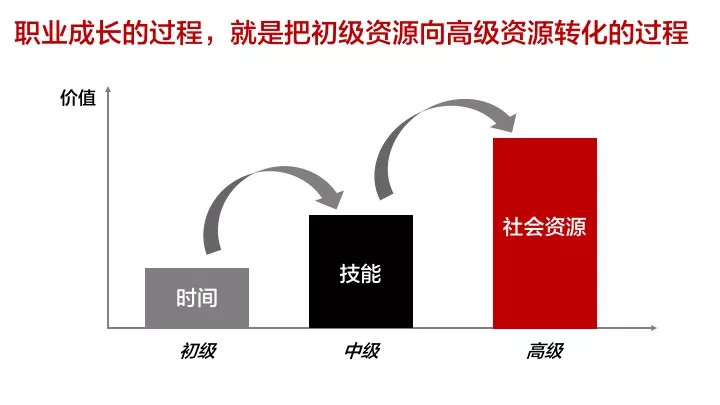 职业成长的过程，就是把初级资源向高级资源转化的过程
价值
社会资源
技能
时间
初级
中级
高级